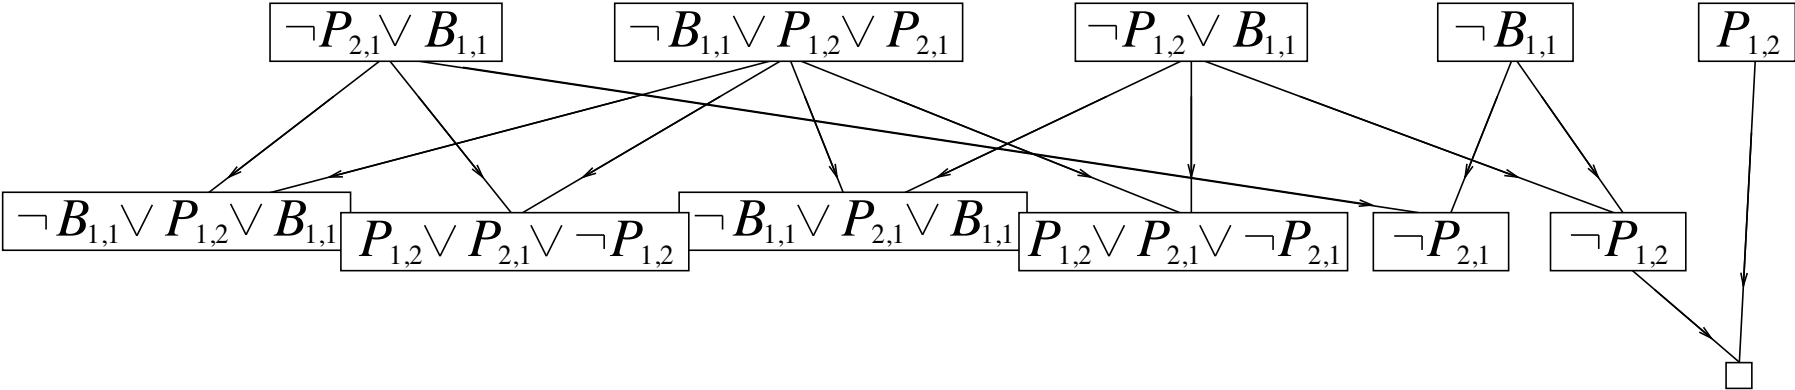 ¬P2,1 ∨ B1,1
¬B1,1 ∨ P1,2 ∨ P2,1
¬P1,2 ∨ B1,1
¬B1,1
P1,2
¬B1,1 ∨ P1,2 ∨ B1,1
P1,2 ∨ P2,1 ∨ ¬P1,2
¬B1,1 ∨ P2,1 ∨ B1,1
P1,2 ∨ P2,1 ∨ ¬P2,1
¬P2,1
¬P1,2